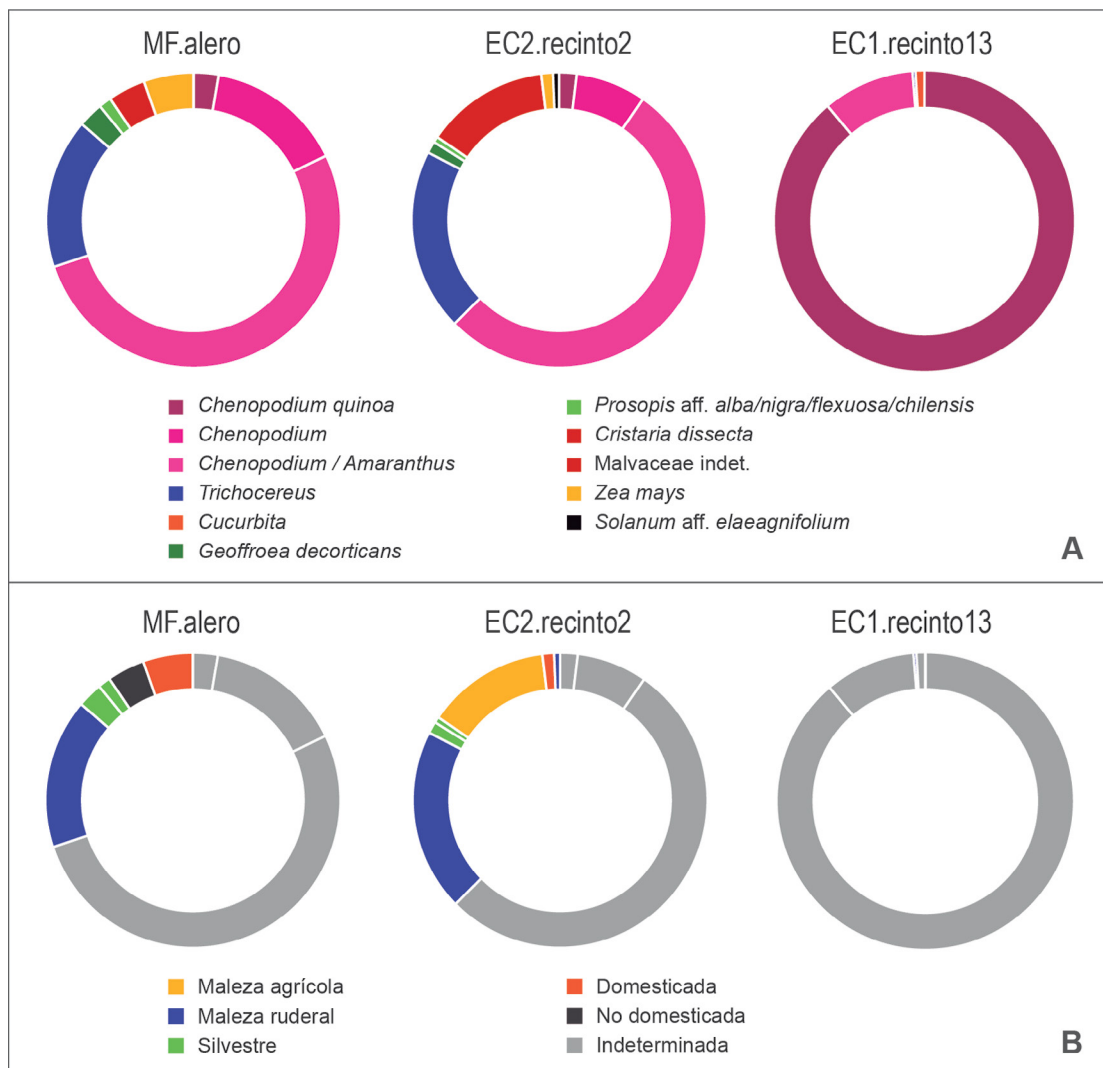 MF.alero
EC2.recinto2
EC1.recinto13
Chenopodium quinoa
Chenopodium
Chenopodium / Amaranthus
Trichocereus
Cucurbita
Geoffroea decorticans
Prosopis aff. alba/nigra/flexuosa/chilensis
Cristaria dissecta
Malvaceae indet.
Zea mays
Solanum aff. elaeagnifolium
A
MF.alero
EC2.recinto2
EC1.recinto13
Maleza agrícola
Maleza ruderal
Silvestre
Domesticada
No domesticada
Indeterminada
B